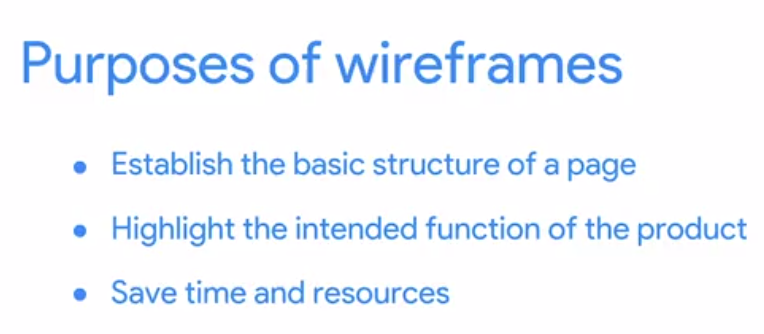 Purposes of wireframes
● Establish the basic structure of a page
● Highlight the intended function of the product
● Save time and resources